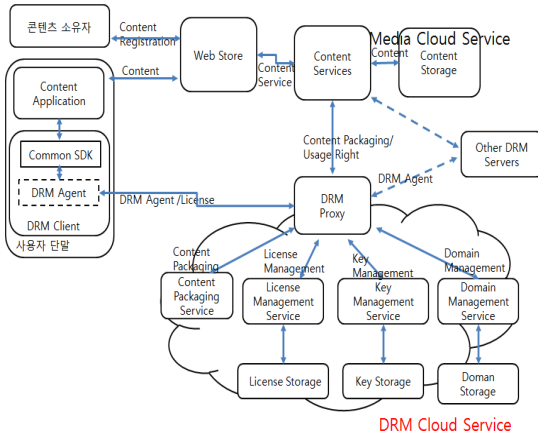 콘텐츠 소유자
Content
Registration
Web Store
Media Cloud Service
Content
Services
Content
Content
Storage
Content
Service
Content
Content
Application
Common SDK
DRM Agent
DRM Client
사용자 단말
DRM Agent /License
Content Packaging/
Usage Right
Other DRM
Servers
DRM Agent
DRM
Proxy
Content
Packaging
License
Management
Key
Management
Domain
Management
Content
Packaging
Service
License
Management
Service
Key
Management
Service
Domain
Management
Service
License Storage
Key Storage
Doman
Storage
DRM Cloud Service